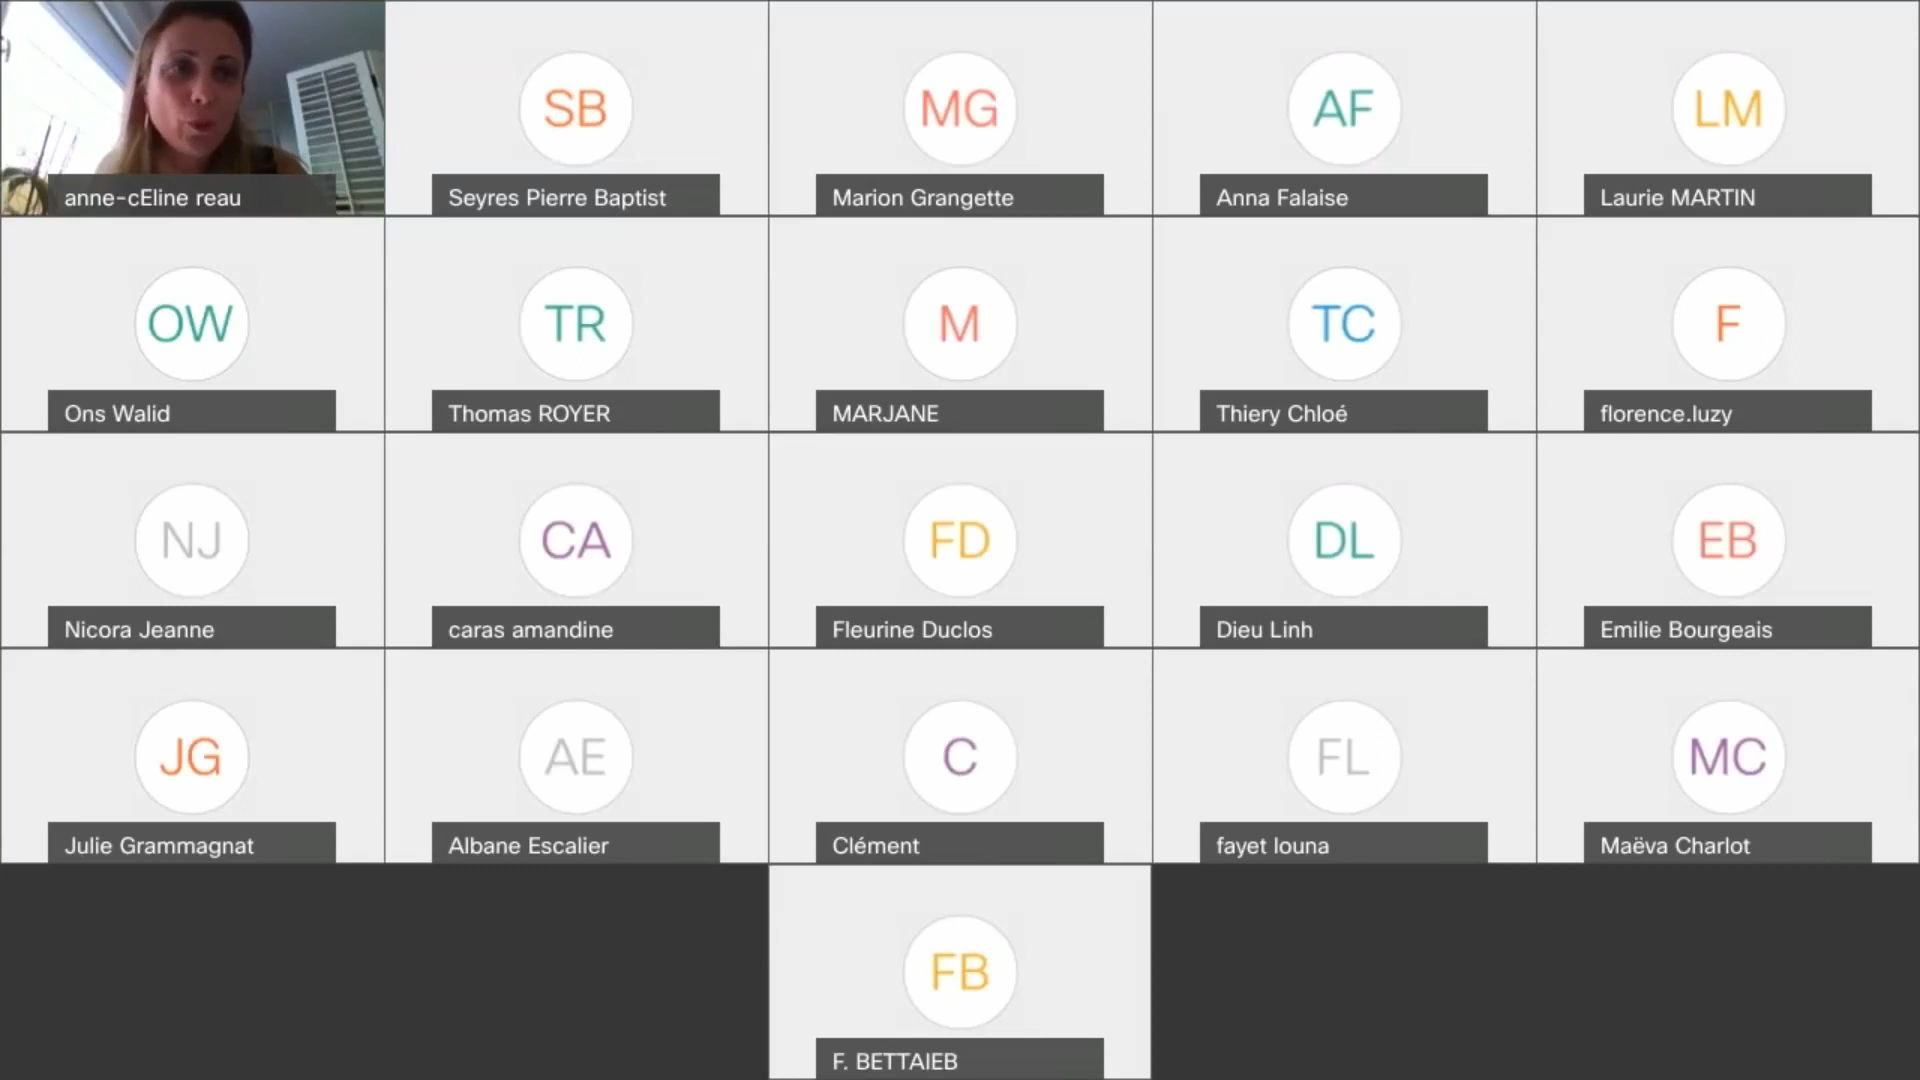 anne-cEline reau
SB
Seyres Pierre Baptist
MG
Marion Grangette
AF
Anna Falaise
LM
Laurie MARTIN
OW
Ons Walid
TR
Thomas ROYER
M
MARJANE
TC
Thiery Chloé
F
florence.luzy
NJ
Nicora Jeanne
CA
caras amandine
FD
Fleurine Duclos
DL
Dieu Linh
EB
Emilie Bourgeais
JG
Julie Grammagnat
AE
Albane Escalier
C
Clément
FL
fayet louna
MC
Maëva Charlot
FB
F. BETTAIEB